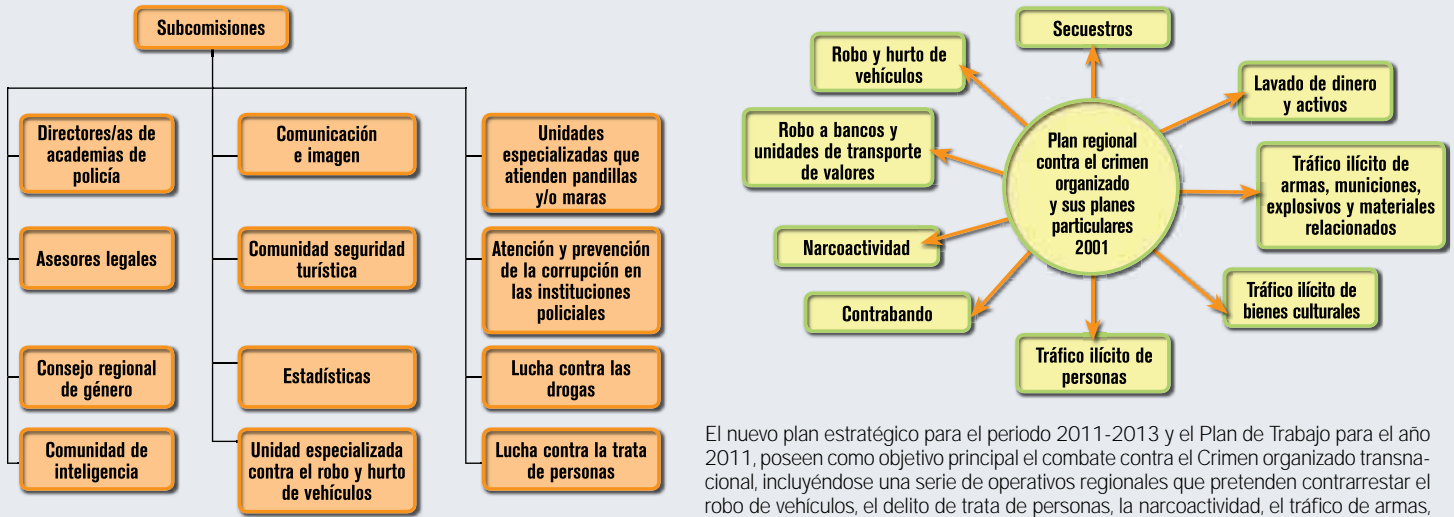 Subcomisiones
Directores/as de
academias de
policía
Asesores legales
Consejo regional
de género
Comunidad de
inteligencia
Comunicación
e imagen
Comunidad seguridad
turística
Estadísticas
Unidad especializada
contra el robo y hurto
de vehículos
Unidades
especializadas que
atienden pandillas
y/o maras
Atención y prevención
de la corrupción en
las instituciones
policiales
Lucha contra las
drogas
Lucha contra la trata
de personas
Secuestros
Robo y hurto de
vehículos
Lavado de dinero
y activos
Robo a bancos y
unidades de transporte
de valores
Plan regional
contra el crimen
organizado
y sus planes
particulares
2001
Tráfico ilícito de
armas, municiones,
explosivos y materiales
relacionados
Narcoactividad
Contrabando
Tráfico ilícito de
bienes culturales
Tráfico ilícito de
personas
El nuevo plan estratégico para el periodo 2011-2013 y el Plan de Trabajo para el año
2011, poseen como objetivo principal el combate contra el Crimen organizado transna-
cional, incluyéndose una serie de operativos regionales que pretenden contrarrestar el
robo de vehículos, el delito de trata de personas, la narcoactividad, el tráfico de armas,